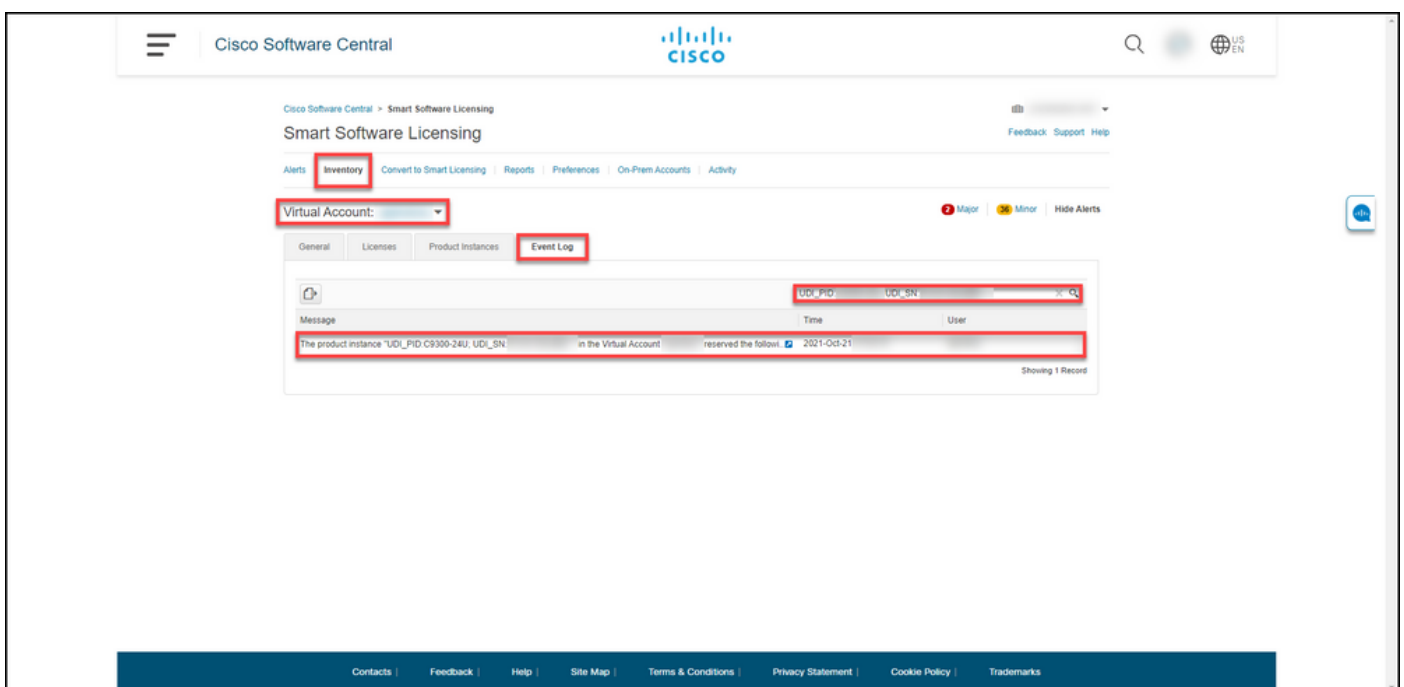 Cisco Software Central
CISCO
US
EN
Cisco Software Central > Smart Software Licensing
Smart Software Licensing
Feedback Support Help
Alerts | Inventory | Convert to Smart Licensing | Reports | Preferences | On-Prem Accounts | Activity
Virtual Account:
2 Major | 36 Minor | Hide Alerts
General Licenses Product Instances Event Log
UDI_PID: UDI_SN:
Message Time User
The product instance "UDI_PID:C9300-24U; UDI_SN: in the Virtual Account reserved the followi.. 2021-Oct-21
Showing 1 Record
Contacts | Feedback | Help | Site Map | Terms & Conditions | Privacy Statement | Cookie Policy | Trademarks